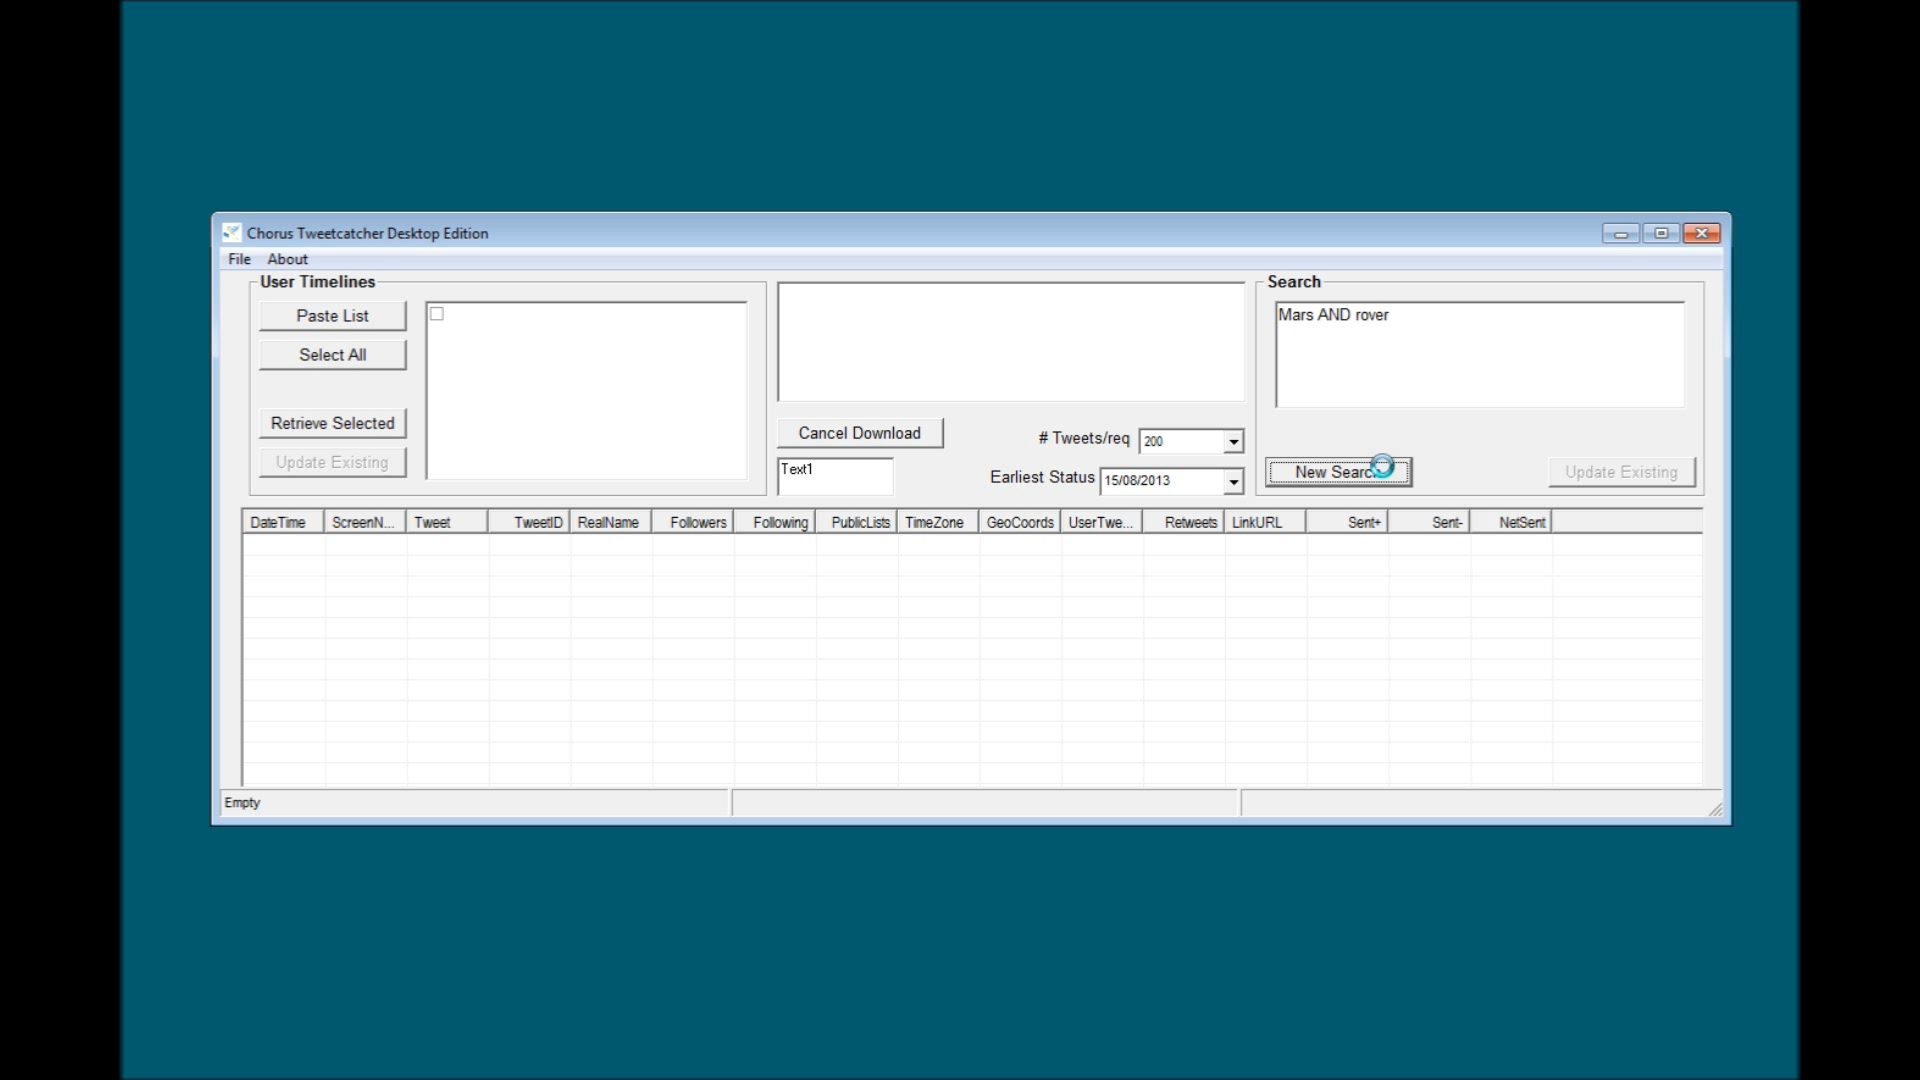 Chorus Tweetcatcher Desktop Edition
File About
User Timelines
Paste List
Select All
Retrieve Selected
Update Existing
Cancel Download
Text1
# Tweets/req 200
Earliest Status 15/08/2013
Search
Mars AND rover
New Search
Update Existing
DateTime ScreenN... Tweet TweetID RealName Followers Following PublicLists TimeZone GeoCoords UserTwe... Retweets LinkURL Sent+ Sent- NetSent
Empty